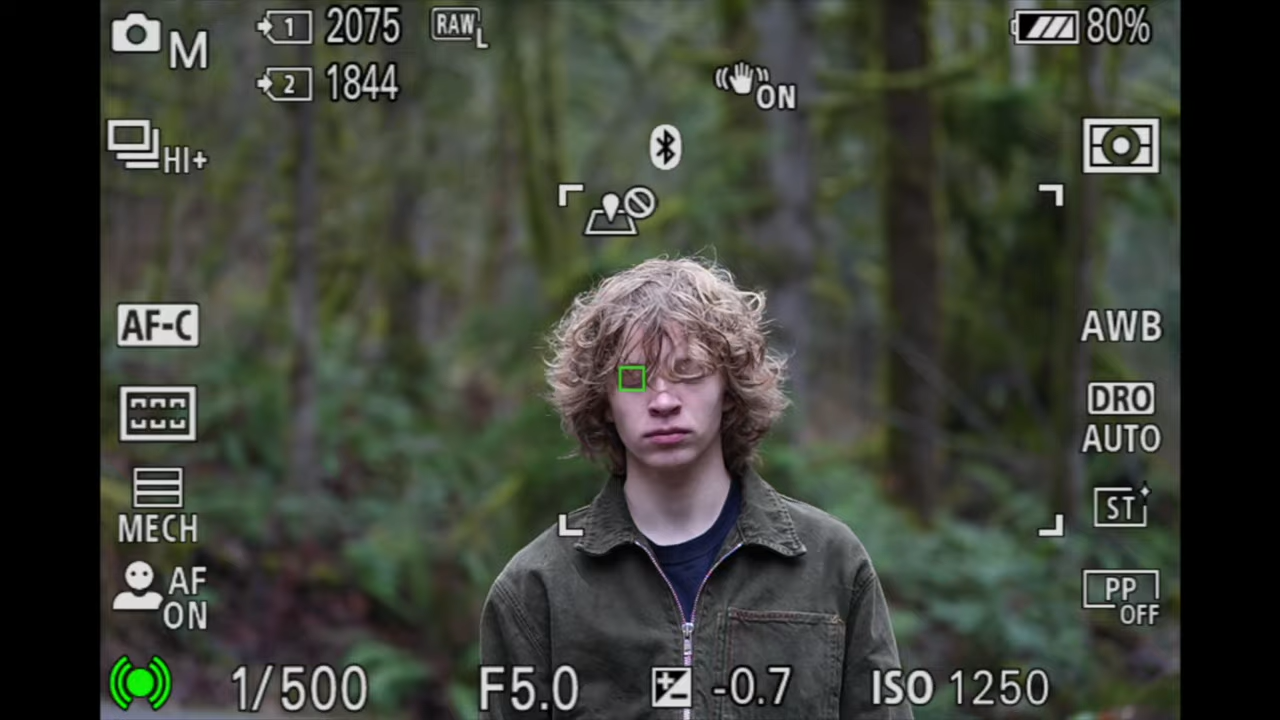 M
1 2075
RAW L
80%
2 1844
ON
HI+
AF-C
AWB
DRO
AUTO
MECH
ST
AF
ON
PP
OFF
1/500
F5.0
-0.7
ISO 1250